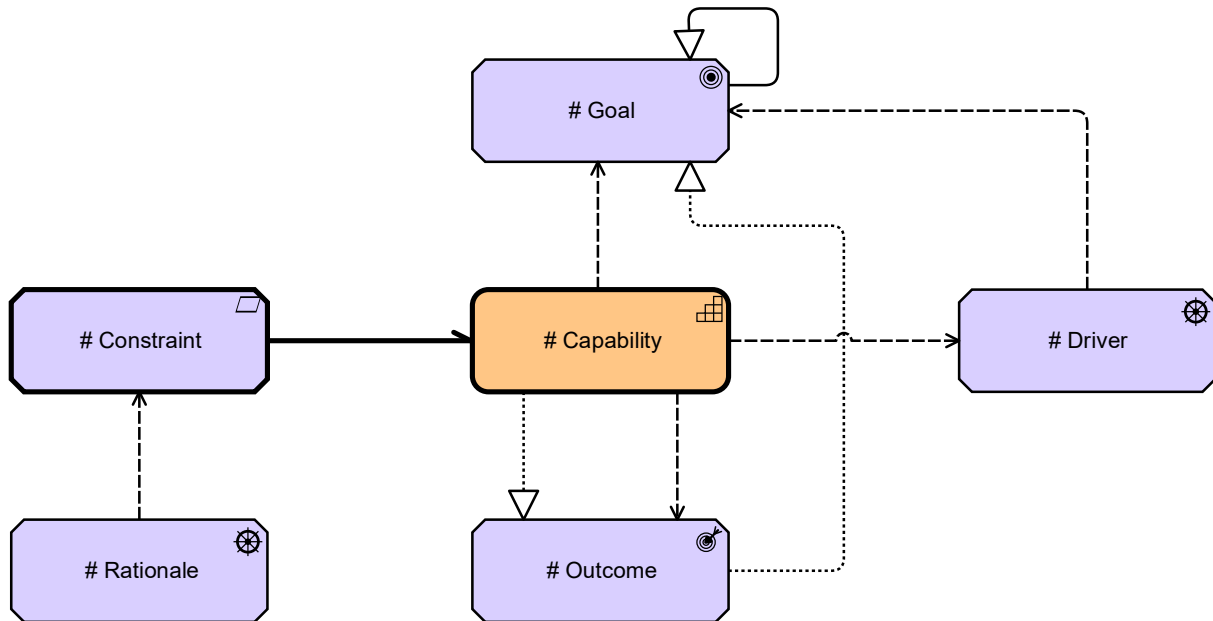 # Goal
# Constraint
# Capability
# Driver
# Rationale
# Outcome